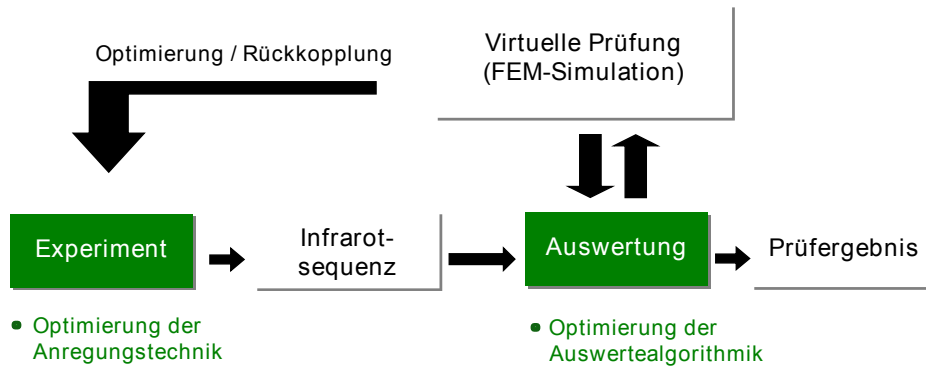 Optimierung / Rückkopplung
Virtuelle Prüfung
(FEM-Simulation)
Experiment
Infrarot-
sequenz
Auswertung
Prüfergebnis
• Optimierung der
Anregungstechnik
• Optimierung der
Auswertealgorithmik